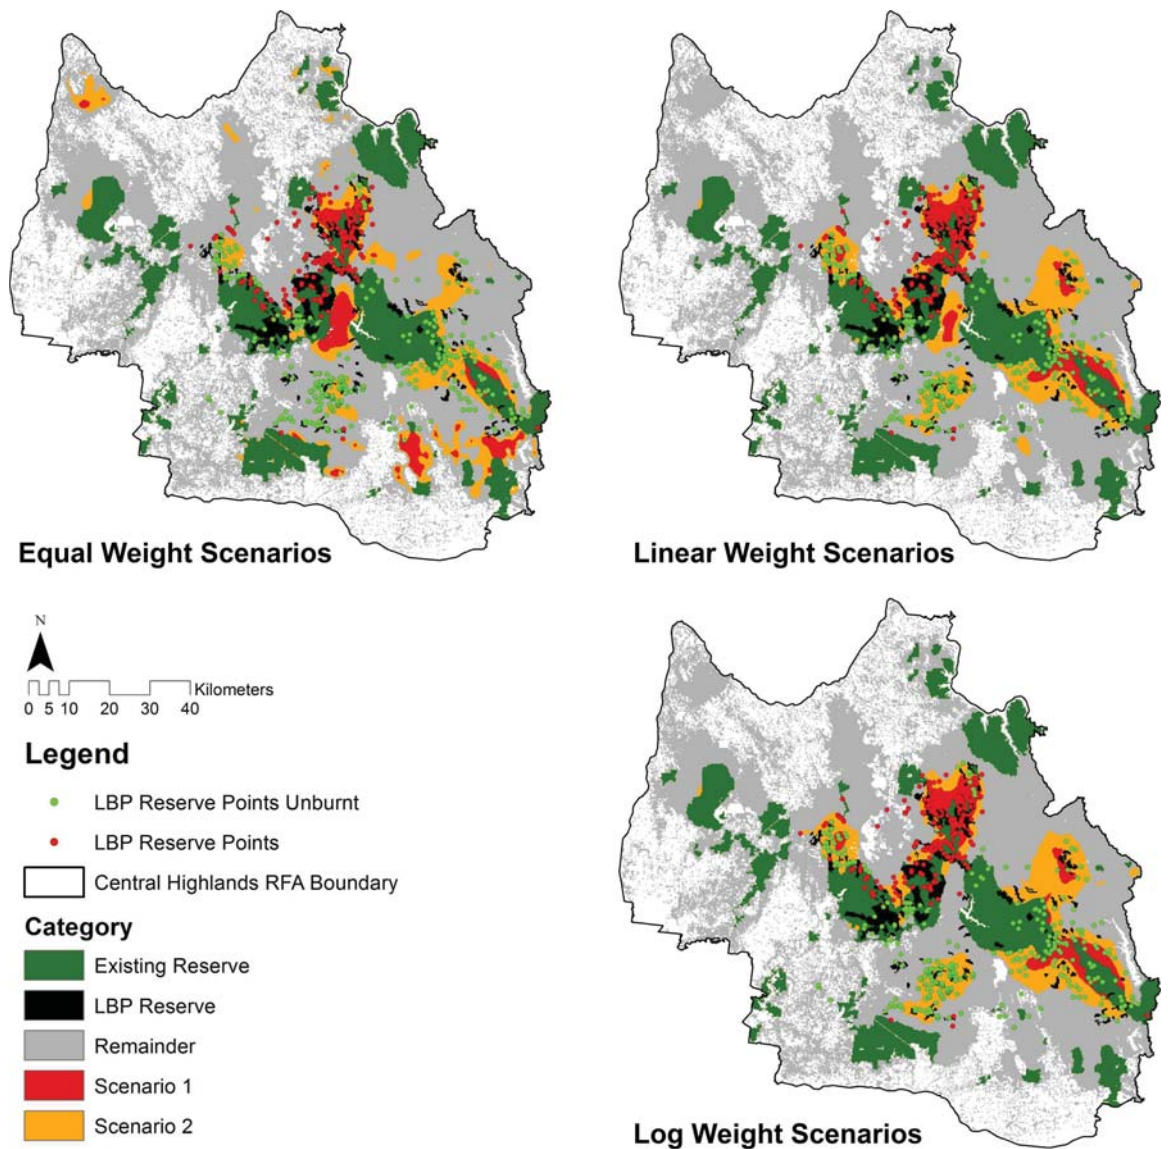 Equal Weight Scenarios
Linear Weight Scenarios
N
Kilometers
0 5 10 20 30 40
Legend
LBP Reserve Points Unburnt
LBP Reserve Points
Central Highlands RFA Boundary
Category
Existing Reserve
LBP Reserve
Remainder
Scenario 1
Scenario 2
Log Weight Scenarios